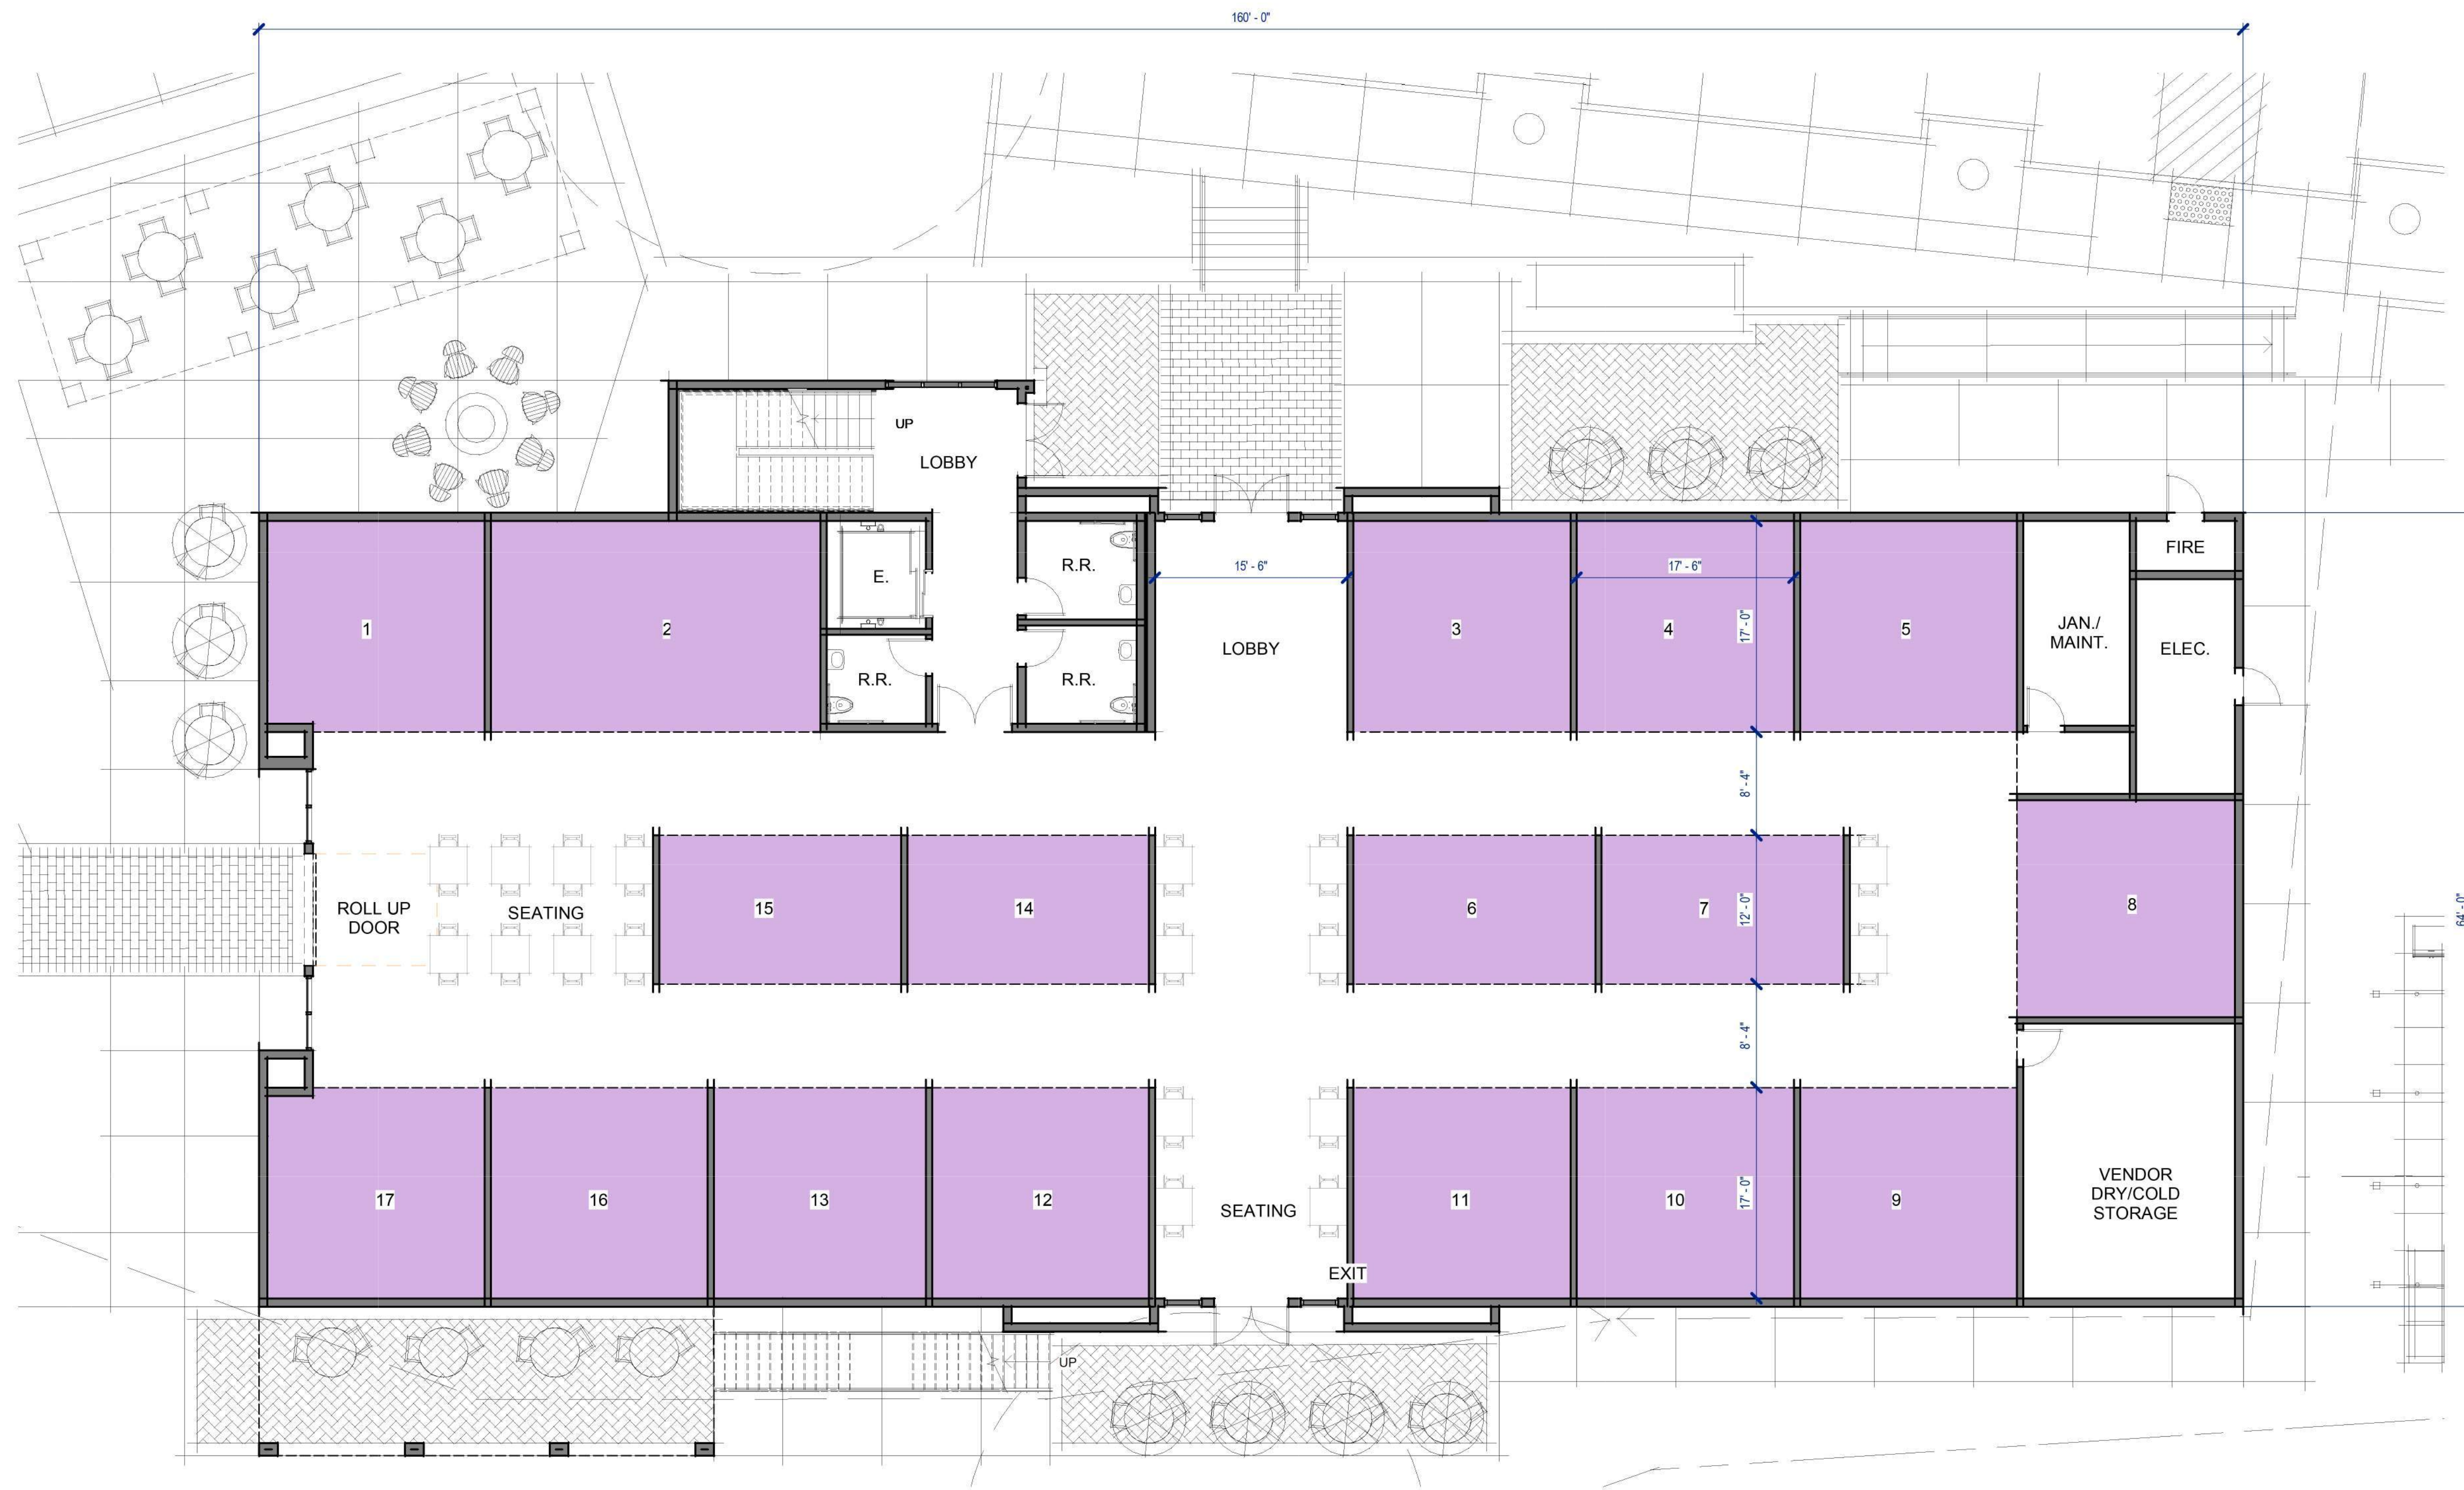 160' - 0"
UP
LOBBY
E.
R.R.
15' - 6"
17' - 6"
FIRE
1
2
R.R.
R.R.
LOBBY
3
4
17' - 0"
5
JAN./
MAINT.
ELEC.
8' - 4"
ROLL UP
DOOR
SEATING
15
14
6
7
12' - 0"
8
64' - 0"
8' - 4"
17
16
13
12
SEATING
EXIT
11
10
17' - 0"
9
VENDOR
DRY/COLD
STORAGE
UP